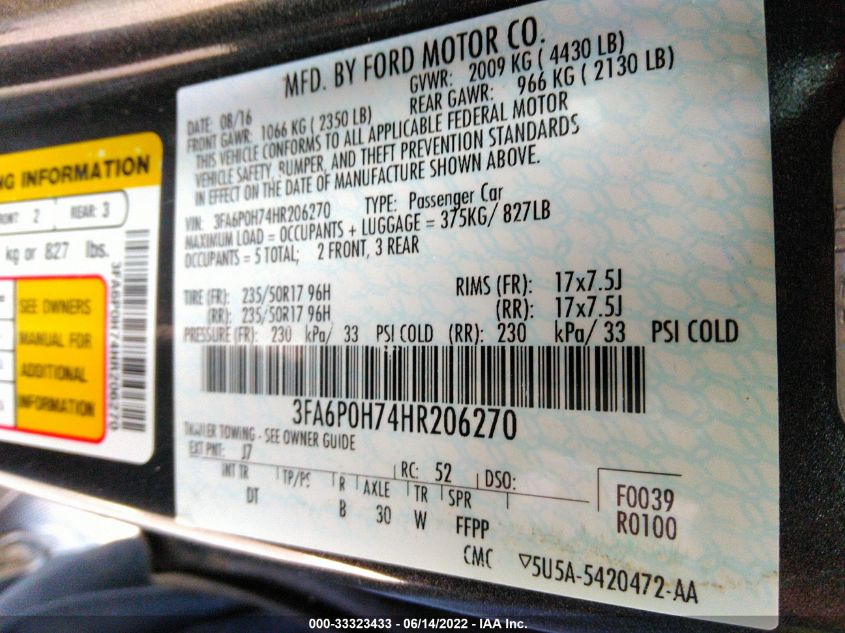 MFD. BY FORD MOTOR CO.
DATE: 08/16 GVWR: 2009 KG ( 4430 LB)
FRONT GAWR: 1066 KG ( 2350 LB) REAR GAWR: 966 KG ( 2130 LB)
THIS VEHICLE CONFORMS TO ALL APPLICABLE FEDERAL MOTOR
VEHICLE SAFETY, BUMPER, AND THEFT PREVENTION STANDARDS
IN EFFECT ON THE DATE OF MANUFACTURE SHOWN ABOVE.
VIN: 3FA6P0H74HR206270 TYPE: Passenger Car
MAXIMUM LOAD = OCCUPANTS + LUGGAGE = 375KG/ 827LB
OCCUPANTS = 5 TOTAL; 2 FRONT, 3 REAR
TIRE (FR): 235/50R17 96H RIMS (FR): 17x7.5J
(RR): 235/50R17 96H (RR): 17x7.5J
PRESSURE (FR): 230 kPa/ 33 PSI COLD (RR): 230 kPa/ 33 PSI COLD
3FA6P0H74HR206270
TRAILER TOWING - SEE OWNER GUIDE
EXT PNT: J7 RC: 52 DSO:
INT TR TP/PS R AXLE TR SPR
DT B 30 W FFPP
CMC
F0039
R0100
▽5U5A-5420472-AA
INFORMATION
2 REAR: 3
kg or 827 lbs.
SEE OWNERS
MANUAL FOR
ADDITIONAL
INFORMATION
3FA6P0H74HR206270
000-33323433 - 06/14/2022 - IAA Inc.